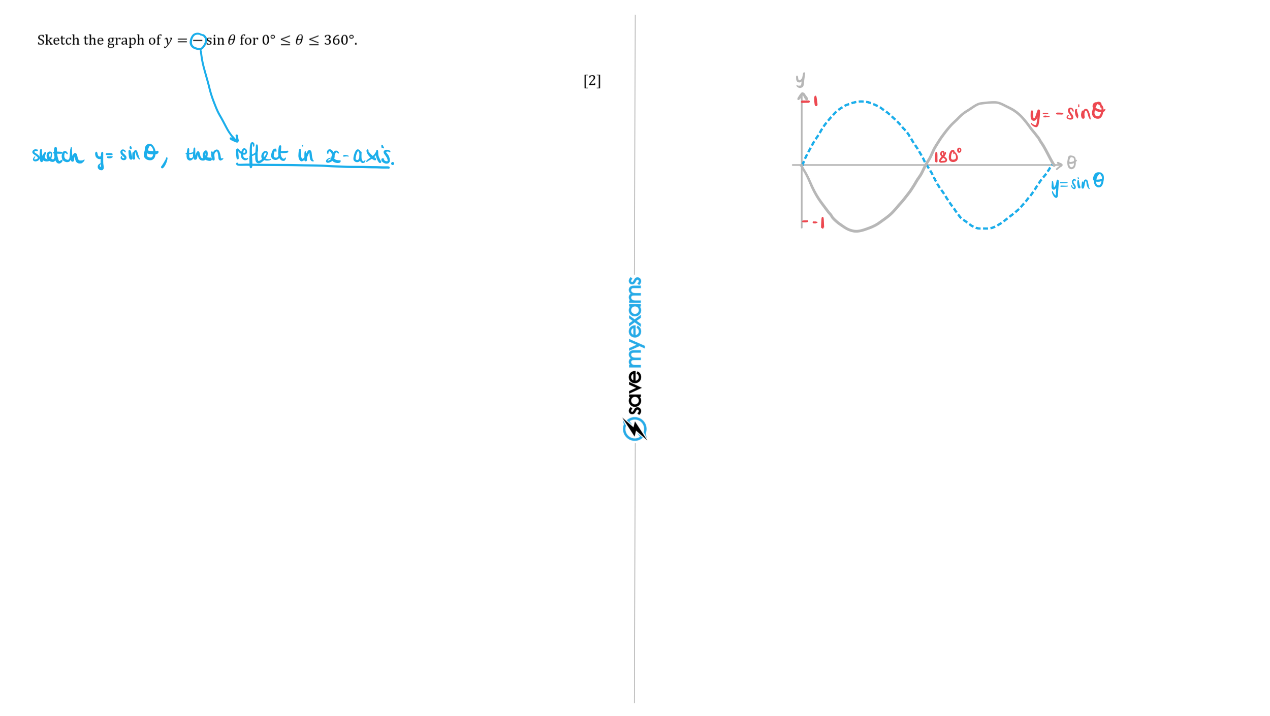 Sketch the graph of y = − sin θ for 0° ≤ θ ≤ 360°.
[2]
sketch y = sin θ, then reflect in x-axis.
save my exams
y
1
y = - sin θ
180°
θ
y = sin θ
-1